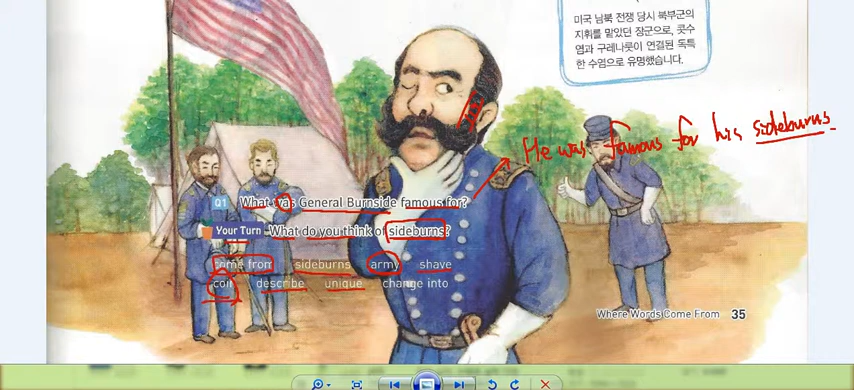 미국 남북 전쟁 당시 북부군의
지휘를 맡았던 장군으로, 콧수
염과 구레나룻이 연결된 독특
한 수염으로 유명했습니다.
He was famous for his sideburns.
Q1 What was General Burnside famous for?
Your Turn What do you think of sideburns?
come from sideburns army shave
coin describe unique change into
Where Words Come From 35